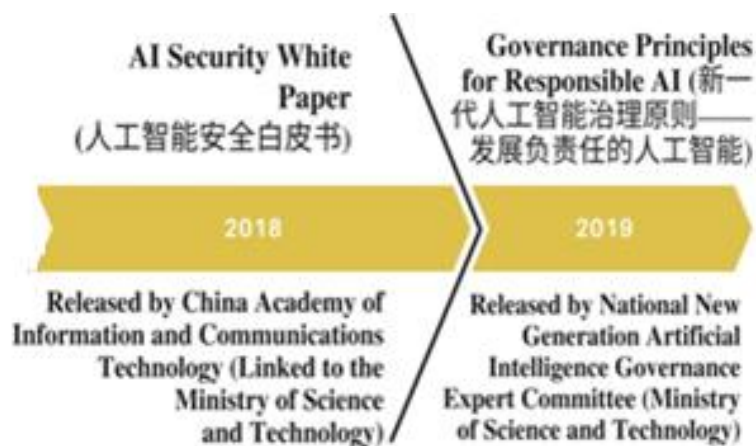 AI Security White
Paper
(人工智能安全白皮书)
2018
Released by China Academy of
Information and Communications
Technology (Linked to the
Ministry of Science
and Technology)
Governance Principles
for Responsible AI (新一
代人工智能治理原则——
发展负责任的人工智能)
2019
Released by National New
Generation Artificial
Intelligence Governance
Expert Committee (Ministry
of Science and Technology)